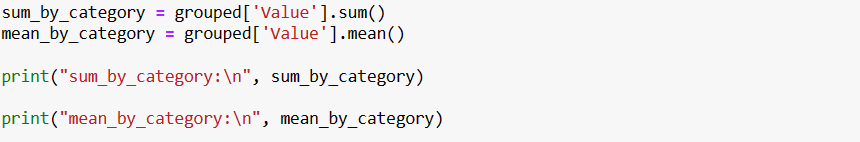 sum_by_category = grouped['Value'].sum()
mean_by_category = grouped['Value'].mean()
print("sum_by_category:\n", sum_by_category)
print("mean_by_category:\n", mean_by_category)